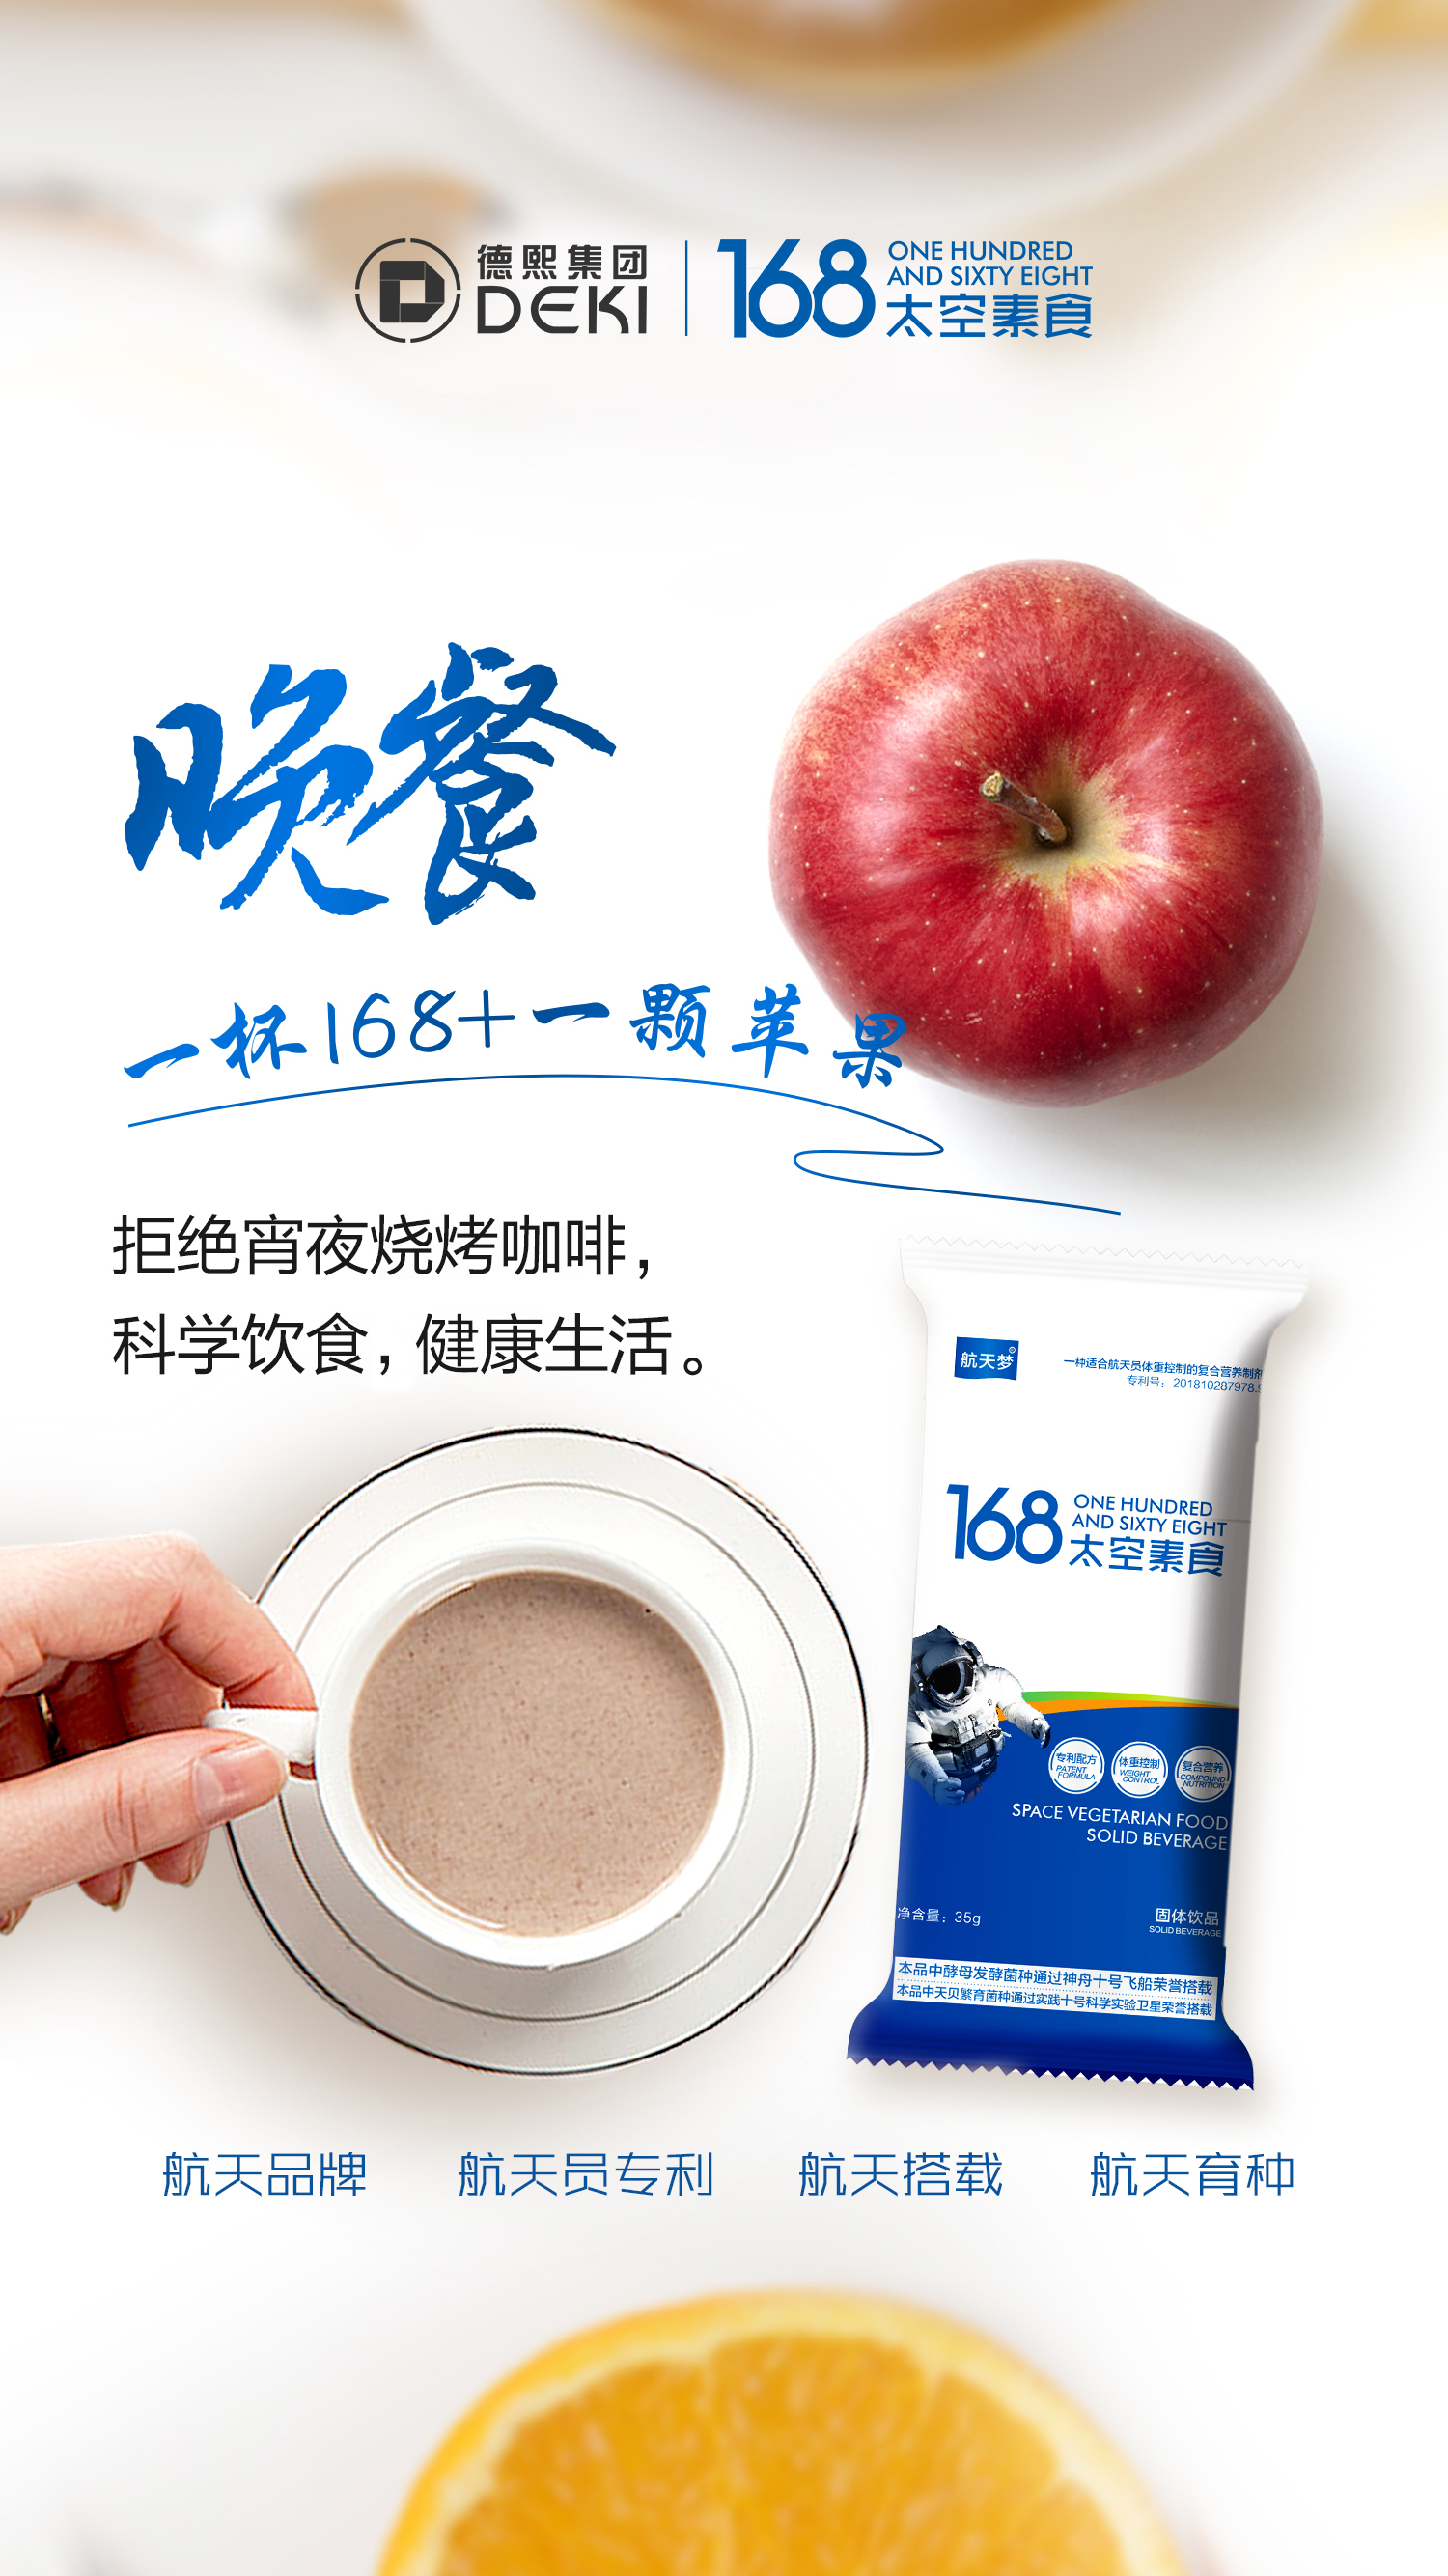 德熙集团
DEKI
168
ONE HUNDRED
AND SIXTY EIGHT
太空素食
晚餐
一杯168+一颗苹果
拒绝宵夜烧烤咖啡,
科学饮食,健康生活。
航天梦
一种适合航天员体重控制的复合营养制剂
专利号：201810287978.9
168
ONE HUNDRED
AND SIXTY EIGHT
太空素食
专利配方
PATENT
FORMULA
体重控制
WEIGHT
CONTROL
复合营养
COMPOUND
NUTRITION
SPACE VEGETARIAN FOOD
SOLID BEVERAGE
净含量：35g
固体饮品
SOLID BEVERAGE
本品中酵母发酵菌种通过神舟十号飞船荣誉搭载
本品中天贝繁育菌种通过实践十号科学实验卫星荣誉搭载
航天品牌 航天员专利 航天搭载 航天育种